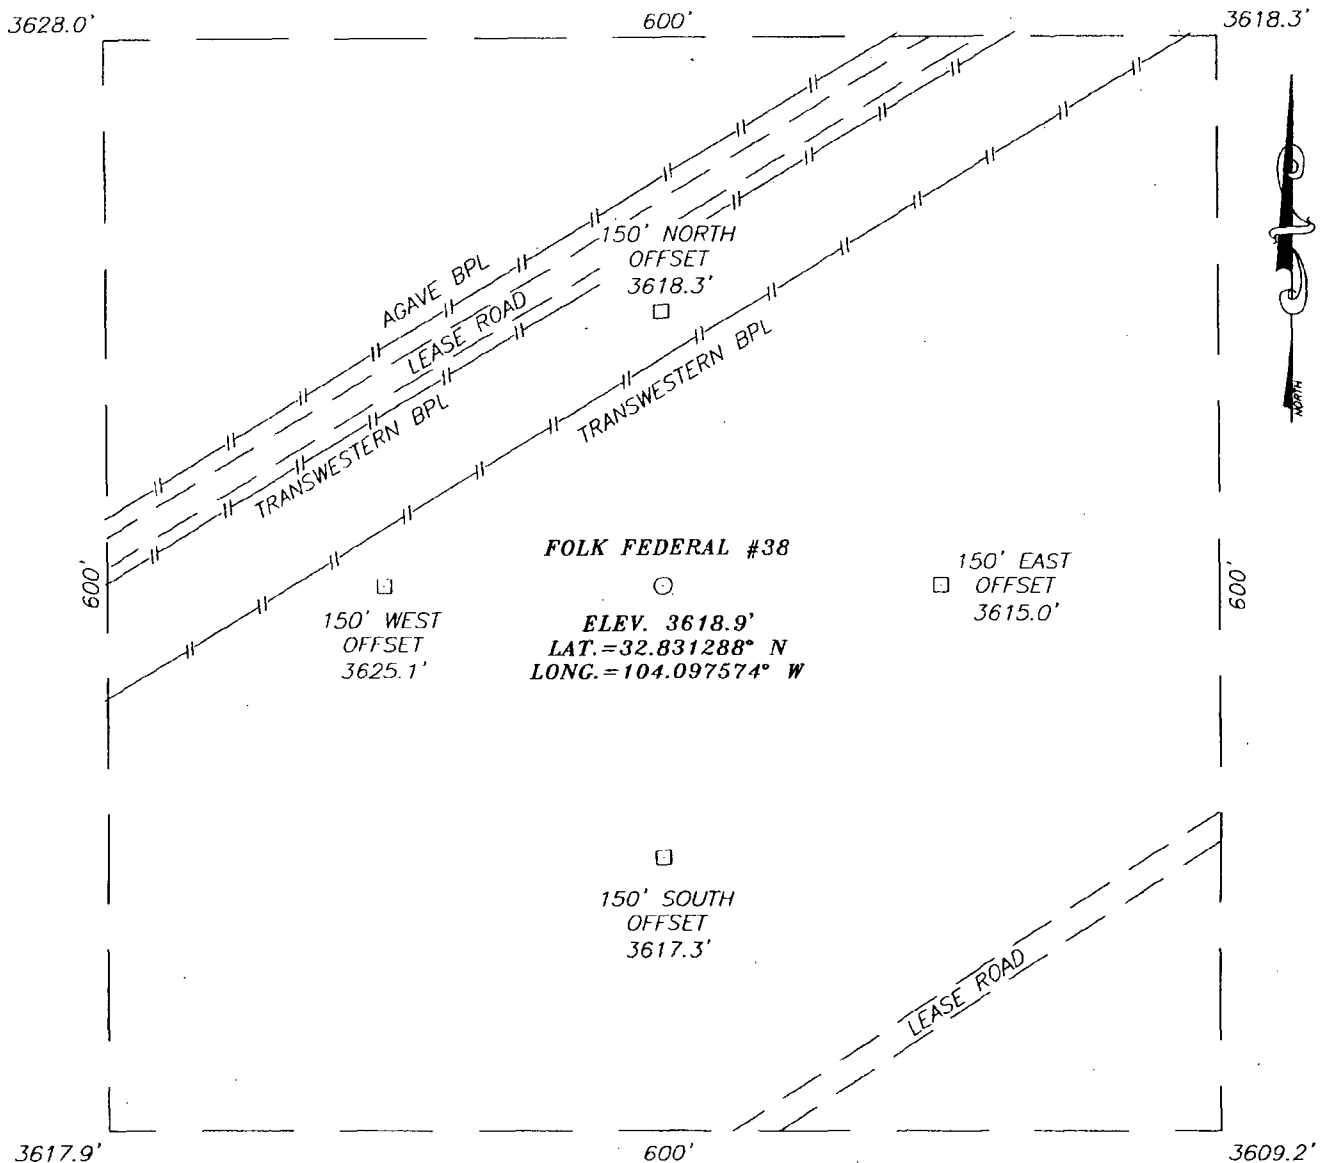 3628.0'
600'
3618.3'
150' NORTH
OFFSET
3618.3'
AGAVE BPL
LEASE ROAD
TRANSWESTERN BPL
TRANSWESTERN BPL
NORTH
FOLK FEDERAL #38
ELEV. 3618.9'
LAT.=32.831288° N
LONG.=104.097574° W
600'
150' WEST
OFFSET
3625.1'
150' EAST
OFFSET
3615.0'
600'
150' SOUTH
OFFSET
3617.3'
LEASE ROAD
3617.9'
600'
3609.2'